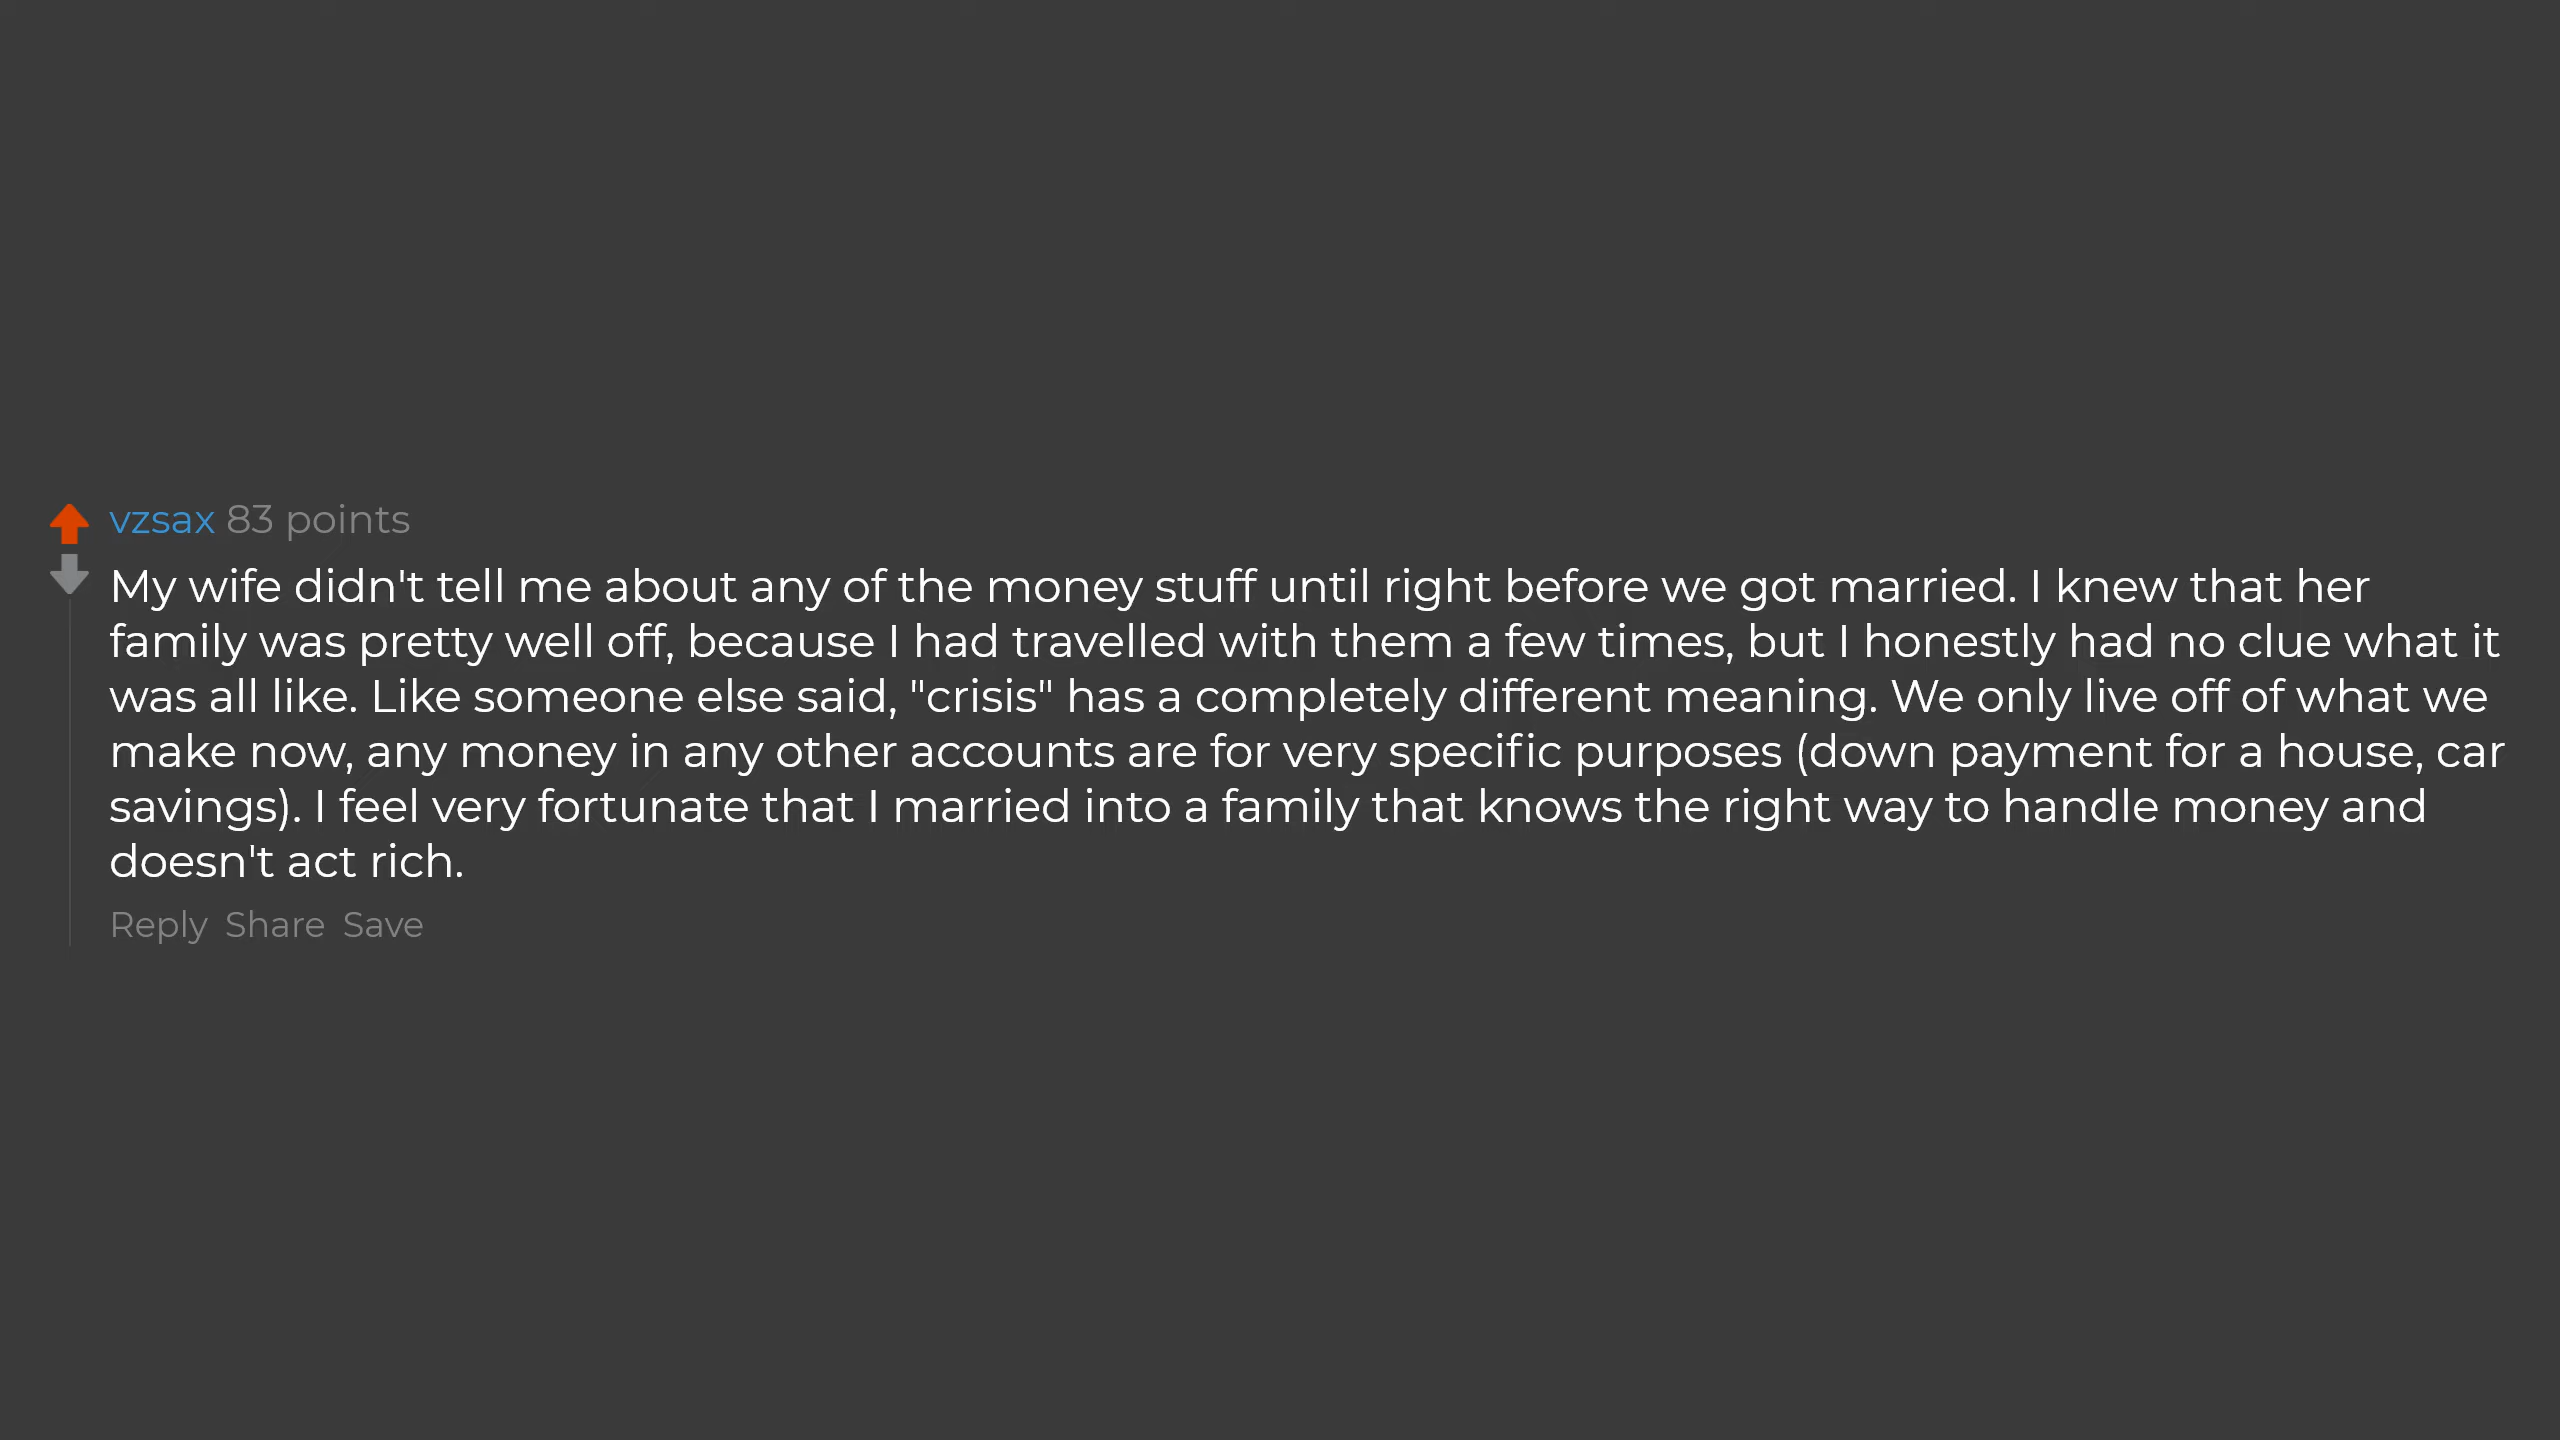 vzsax 83 points
My wife didn't tell me about any of the money stuff until right before we got married. I knew that her
family was pretty well off, because I had travelled with them a few times, but I honestly had no clue what it
was all like. Like someone else said, "crisis" has a completely different meaning. We only live off of what we
make now, any money in any other accounts are for very specific purposes (down payment for a house, car
savings). I feel very fortunate that I married into a family that knows the right way to handle money and
doesn't act rich.
Reply Share Save